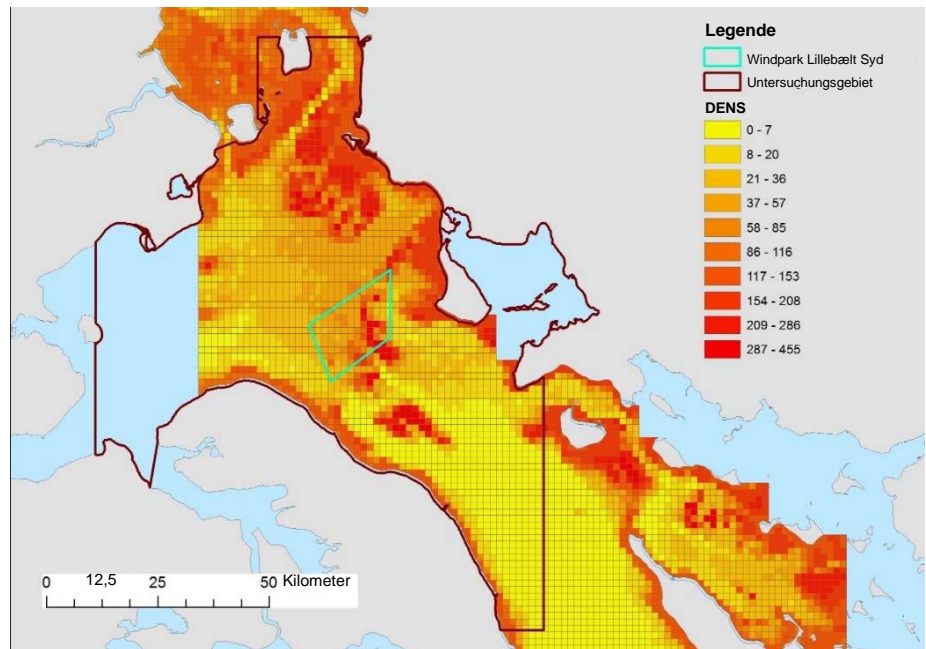 Legende
Windpark Lillebælt Syd
Untersuchungsgebiet
DENS
0 - 7
8 - 20
21 - 36
37 - 57
58 - 85
86 - 116
117 - 153
154 - 208
209 - 286
287 - 455
0 12,5 25 50 Kilometer